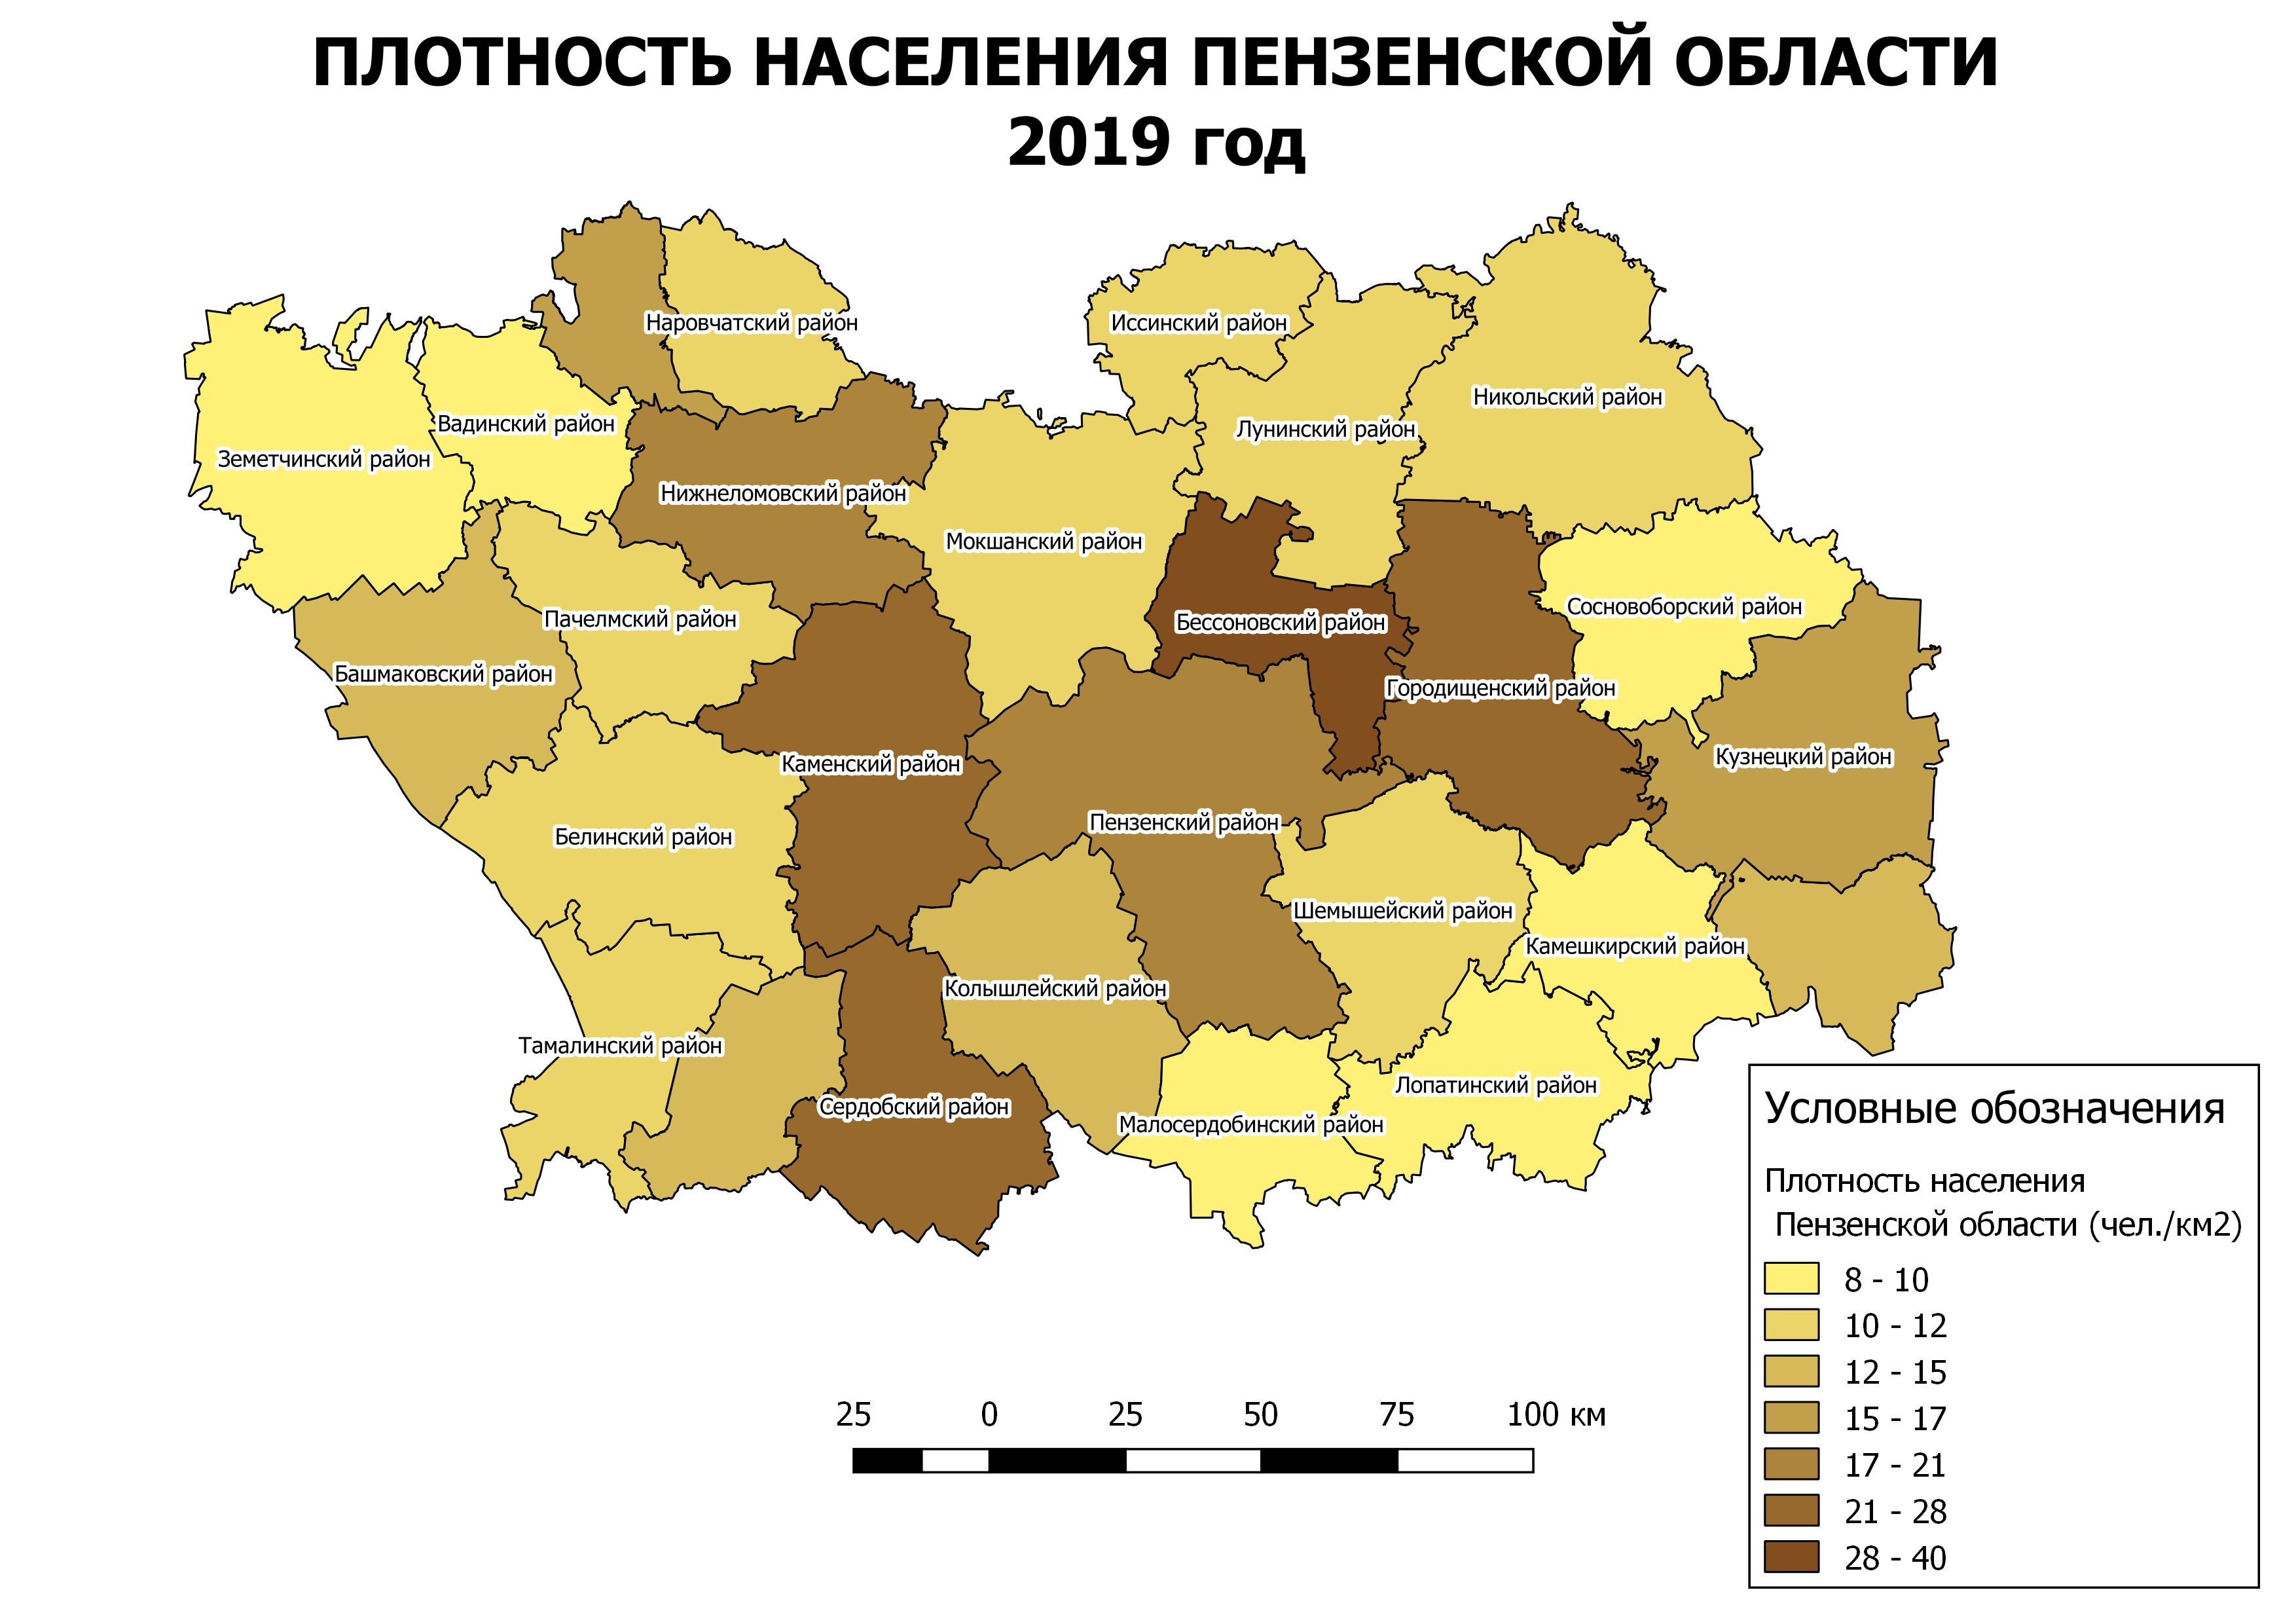 ПЛОТНОСТЬ НАСЕЛЕНИЯ ПЕНЗЕНСКОЙ ОБЛАСТИ
2019 год
Наровчатский район
Иссинский район
Никольский район
Вадинский район
Лунинский район
Земетчинский район
Нижнеломовский район
Мокшанский район
Сосновоборский район
Пачелмский район
Бессоновский район
Башмаковский район
Городищенский район
Кузнецкий район
Каменский район
Пензенский район
Белинский район
Шемышейский район
Камешкирский район
Колышлейский район
Тамалинский район
Лопатинский район
Сердобский район
Малосердобинский район
Условные обозначения
Плотность населения
Пензенской области (чел./км2)
8 - 10
10 - 12
12 - 15
15 - 17
17 - 21
21 - 28
28 - 40
25 0 25 50 75 100 км